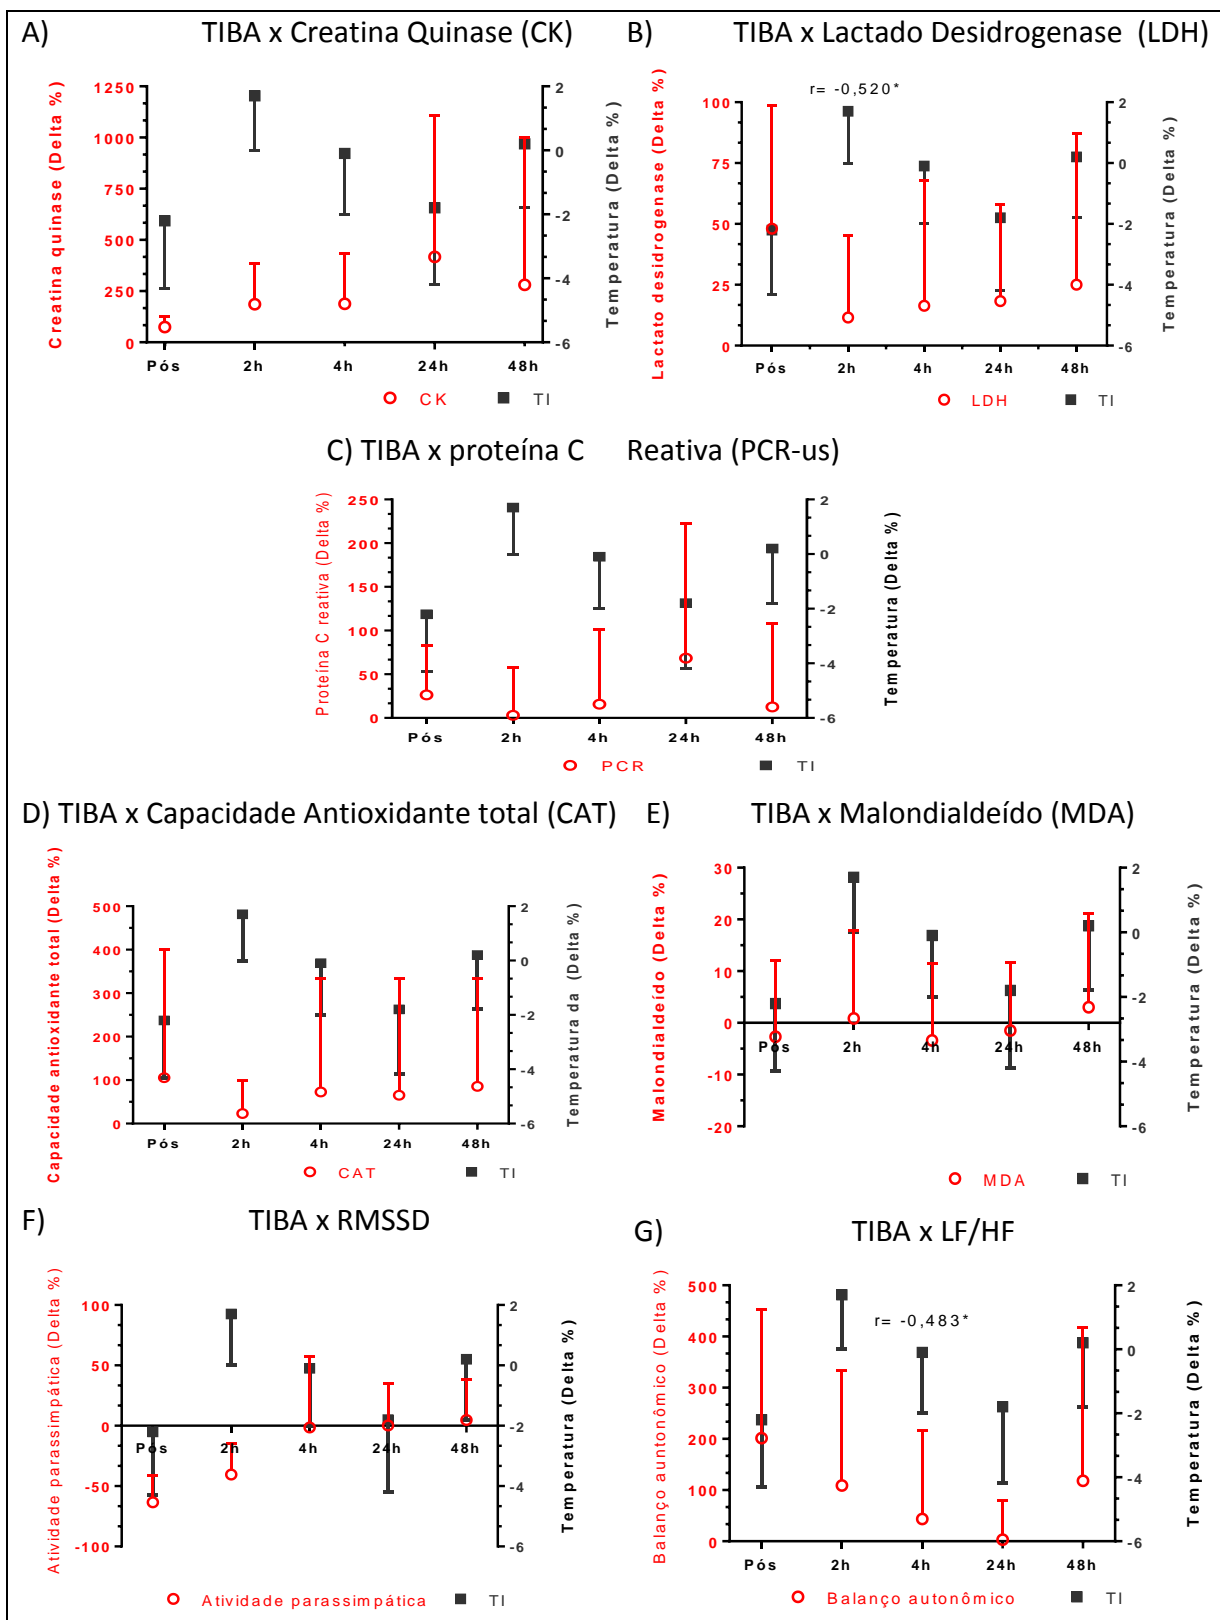 A) TIBA x Creatina Quinase (CK)
Creatina quinase (Delta %)
1250
1000
750
500
250
0
Temperatura (Delta %)
2
0
-2
-4
-6
Pós 2h 4h 24h 48h
CK TI
B) TIBA x Lactado Desidrogenase (LDH)
r= -0,520*
Lactato desidrogenase (Delta %)
100
75
50
25
0
Temperatura (Delta %)
2
0
-2
-4
-6
Pós 2h 4h 24h 48h
LDH TI
C) TIBA x proteína C Reativa (PCR-us)
Proteína C reativa (Delta %)
250
200
150
100
50
0
Temperatura (Delta %)
2
0
-2
-4
-6
Pós 2h 4h 24h 48h
PCR TI
D) TIBA x Capacidade Antioxidante total (CAT)
Capacidade antioxidante total (Delta %)
500
400
300
200
100
0
Temperatura da (Delta %)
2
0
-2
-4
-6
Pós 2h 4h 24h 48h
CAT TI
E) TIBA x Malondialdeído (MDA)
Malondialdeído (Delta %)
30
20
10
0
-10
-20
Temperatura (Delta %)
2
0
-2
-4
-6
Pós 2h 4h 24h 48h
MDA TI
F) TIBA x RMSSD
Atividade parassimpática (Delta %)
100
50
0
-50
-100
Temperatura (Delta %)
2
0
-2
-4
-6
Pós 2h 4h 24h 48h
Atividade parassimpática TI
G) TIBA x LF/HF
r= -0,483*
Balanço auntonômico (Delta %)
500
400
300
200
100
0
Temperatura (Delta %)
2
0
-2
-4
-6
Pós 2h 4h 24h 48h
Balanço autonômico TI